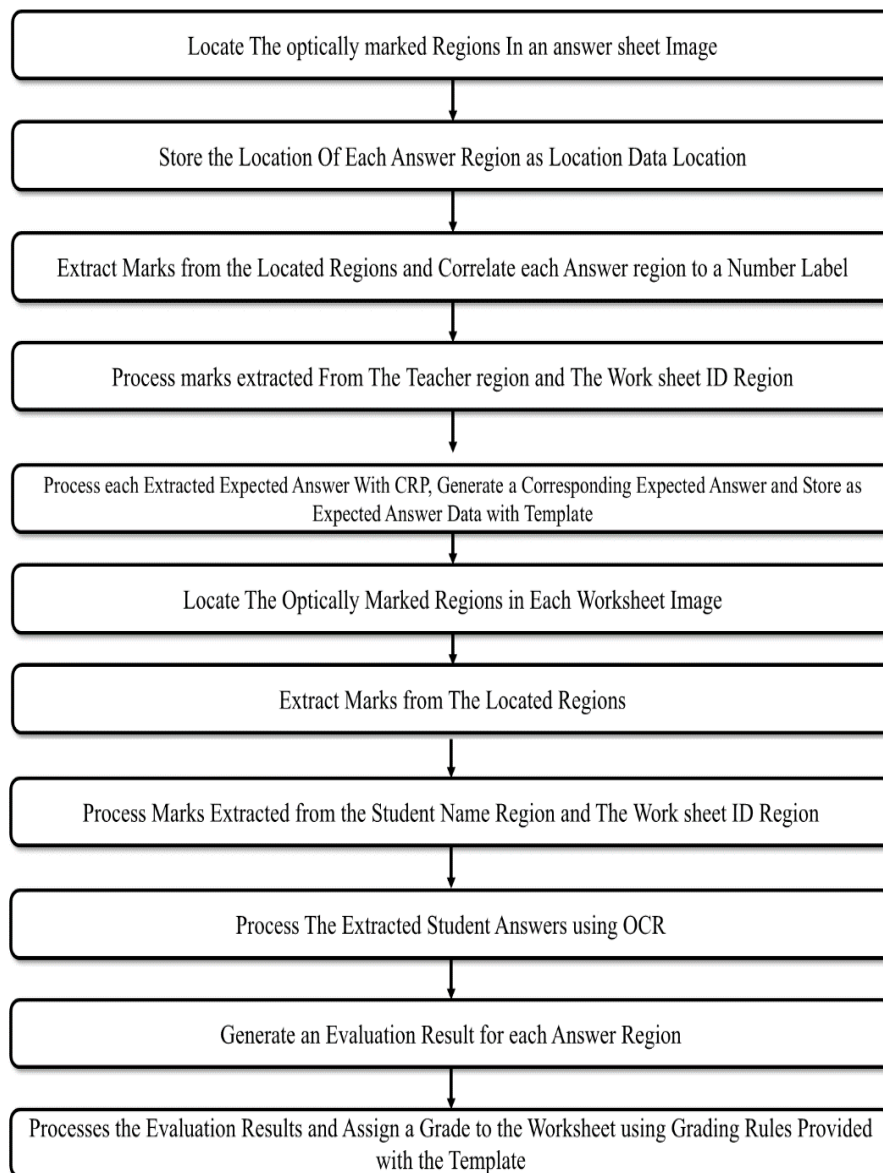 Locate The optically marked Regions In an answer sheet Image
Store the Location Of Each Answer Region as Location Data Location
Extract Marks from the Located Regions and Correlate each Answer region to a Number Label
Process marks extracted From The Teacher region and The Work sheet ID Region
Process each Extracted Expected Answer With CRP, Generate a Corresponding Expected Answer and Store as
Expected Answer Data with Template
Locate The Optically Marked Regions in Each Worksheet Image
Extract Marks from The Located Regions
Process Marks Extracted from the Student Name Region and The Work sheet ID Region
Process The Extracted Student Answers using OCR
Generate an Evaluation Result for each Answer Region
Processes the Evaluation Results and Assign a Grade to the Worksheet using Grading Rules Provided
with the Template